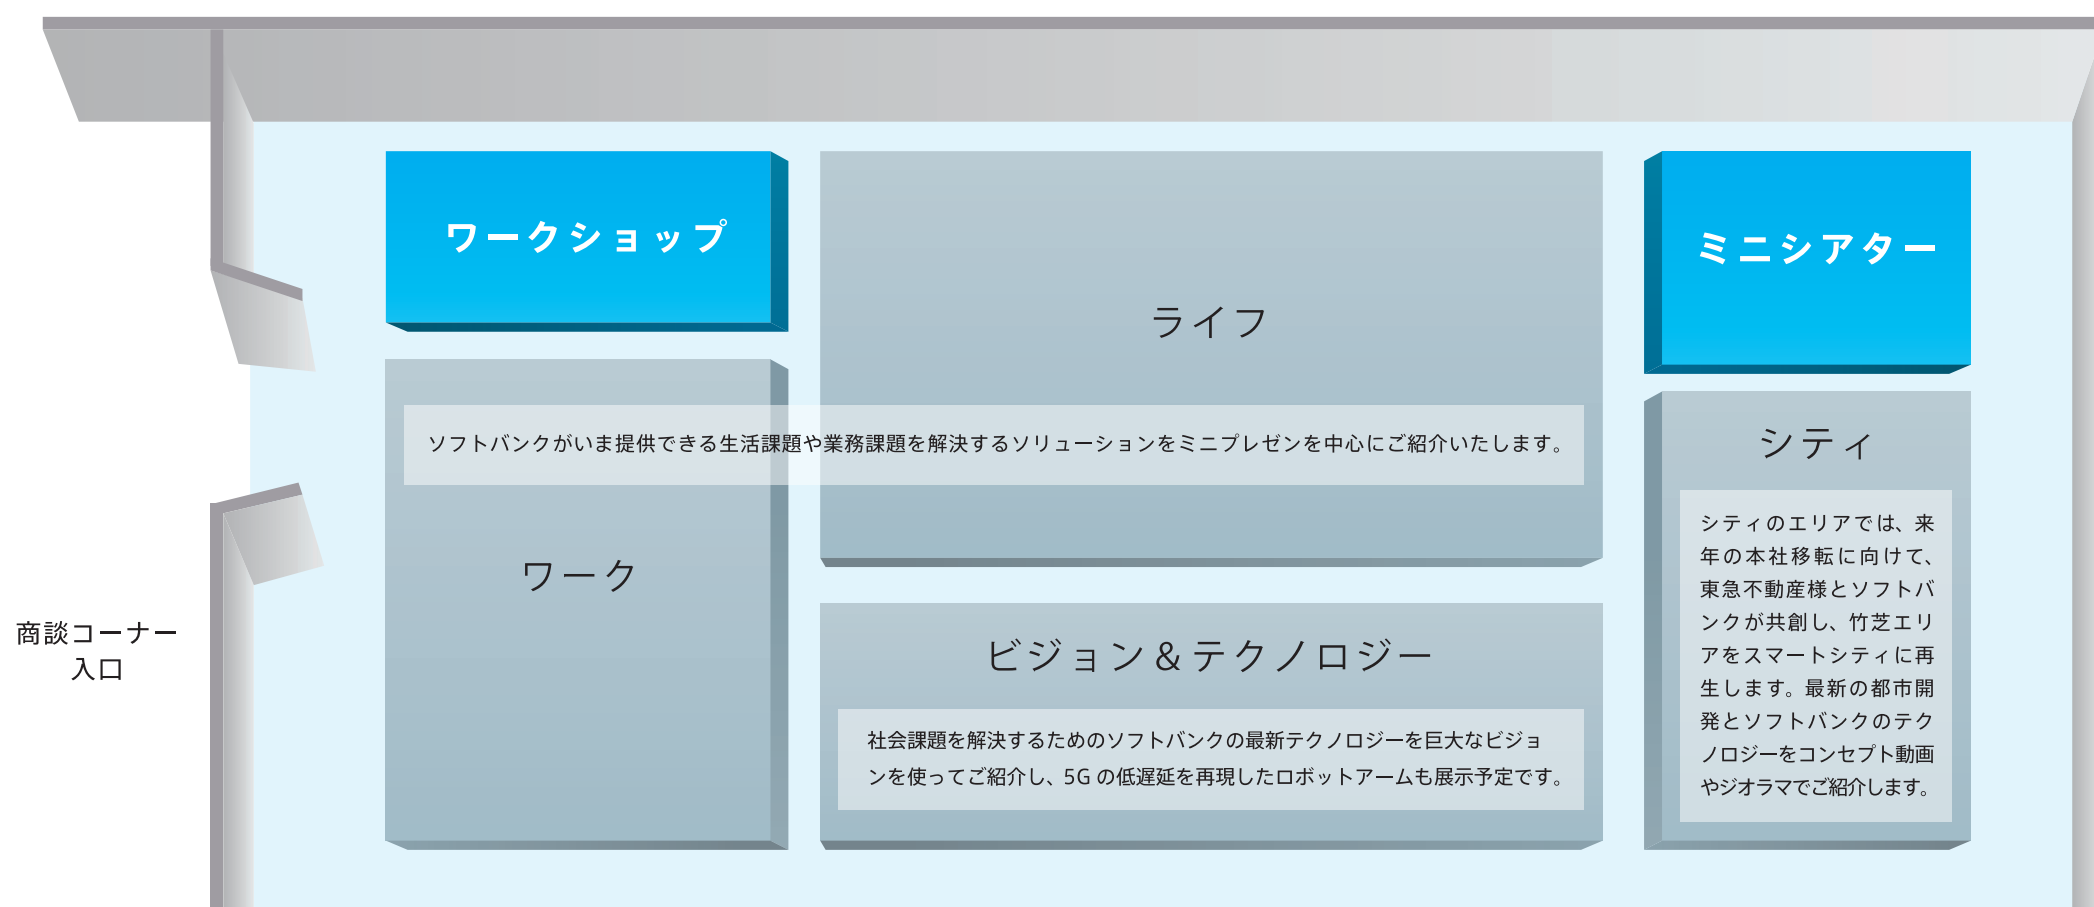 ワークショップ
ミニシアター
ライフ
ソフトバンクがいま提供できる生活課題や業務課題を解決するソリューションをミニプレゼンを中心にご紹介いたします。
ワーク
シティ
シティのエリアでは、来
年の本社移転に向けて、
東急不動産様とソフトバ
ンクが共創し、竹芝エリ
アをスマートシティに再
生します。最新の都市開
発とソフトバンクのテク
ノロジーをコンセプト動画
やジオラマでご紹介します。
ビジョン＆テクノロジー
社会課題を解決するためのソフトバンクの最新テクノロジーを巨大なビジョ
ンを使ってご紹介し、5G の低遅延を再現したロボットアームも展示予定です。
商談コーナー
入口